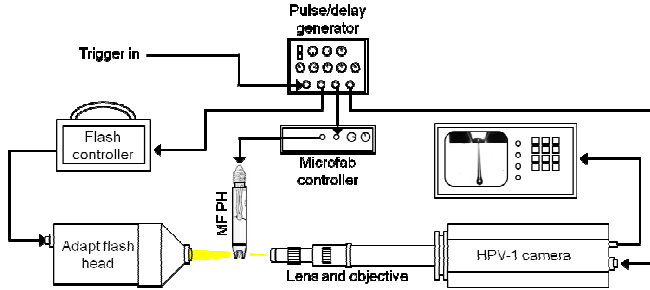 Pulse/delay
generator
Trigger in
Flash
controller
Microfab
controller
MF PH
Adapt flash
head
Lens and objective
HPV-1 camera